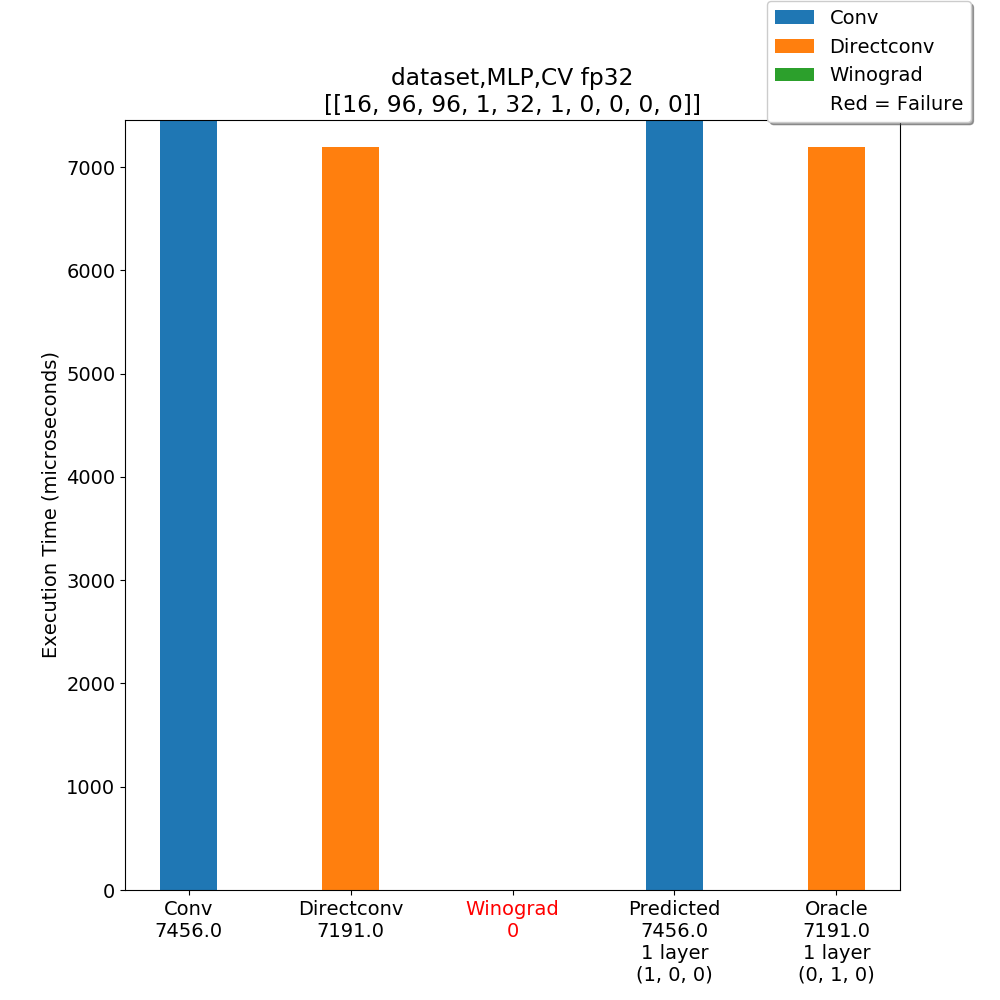 Conv
Directconv
Winograd
Red = Failure
dataset,MLP,CV fp32
[[16, 96, 96, 1, 32, 1, 0, 0, 0, 0]]
Execution Time (microseconds)
7000
6000
5000
4000
3000
2000
1000
0
Conv
7456.0
Directconv
7191.0
Winograd
0
Predicted
7456.0
1 layer
(1, 0, 0)
Oracle
7191.0
1 layer
(0, 1, 0)